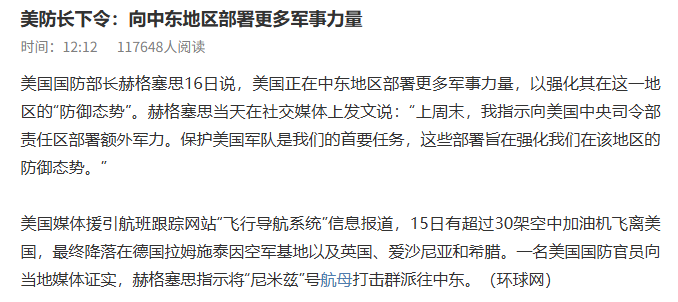 美防长下令：向中东地区部署更多军事力量
时间：12:12 117648人阅读
美国国防部长赫格塞思16日说，美国正在中东地区部署更多军事力量，以强化其在这一地
区的“防御态势”。赫格塞思当天在社交媒体上发文说：“上周末，我指示向美国中央司令部
责任区部署额外军力。保护美国军队是我们的首要任务，这些部署旨在强化我们在该地区的
防御态势。”
美国媒体援引航班跟踪网站“飞行导航系统”信息报道，15日有超过30架空中加油机飞离美
国，最终降落在德国拉姆施泰因空军基地以及英国、爱沙尼亚和希腊。一名美国国防官员向
当地媒体证实，赫格塞思指示将“尼米兹”号航母打击群派往中东。（环球网）